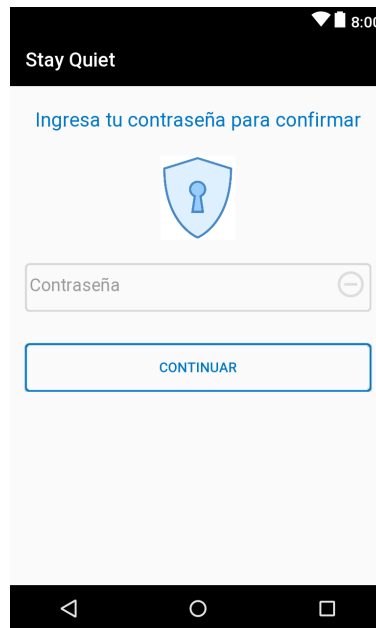 8:00
Stay Quiet
Ingresa tu contraseña para confirmar
Contraseña
CONTINUAR